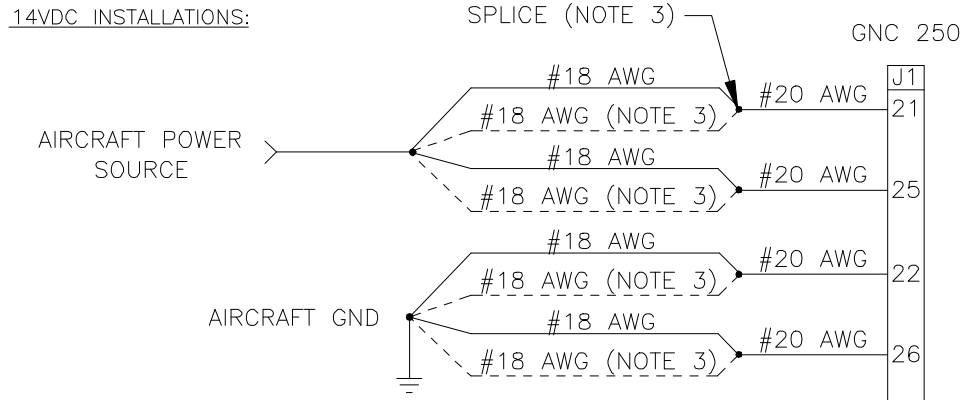 14VDC INSTALLATIONS:
SPLICE (NOTE 3)
GNC 250
J1
#18 AWG
#20 AWG
21
#18 AWG (NOTE 3)
AIRCRAFT POWER
SOURCE
#18 AWG
#20 AWG
25
#18 AWG (NOTE 3)
#18 AWG
#20 AWG
22
#18 AWG (NOTE 3)
AIRCRAFT GND
#18 AWG
#20 AWG
26
#18 AWG (NOTE 3)